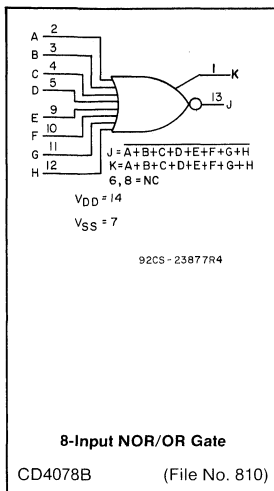 A 2
B 3
C 4
D 5
E 9
F 10
G 11
H 12
1 K
13 J
J = A+B+C+D+E+F+G+H
K=A+B+C+D+E+F+G+H
6, 8 = NC
VDD = 14
VSS = 7
92CS-23877R4
8-Input NOR/OR Gate
CD4078B (File No. 810)